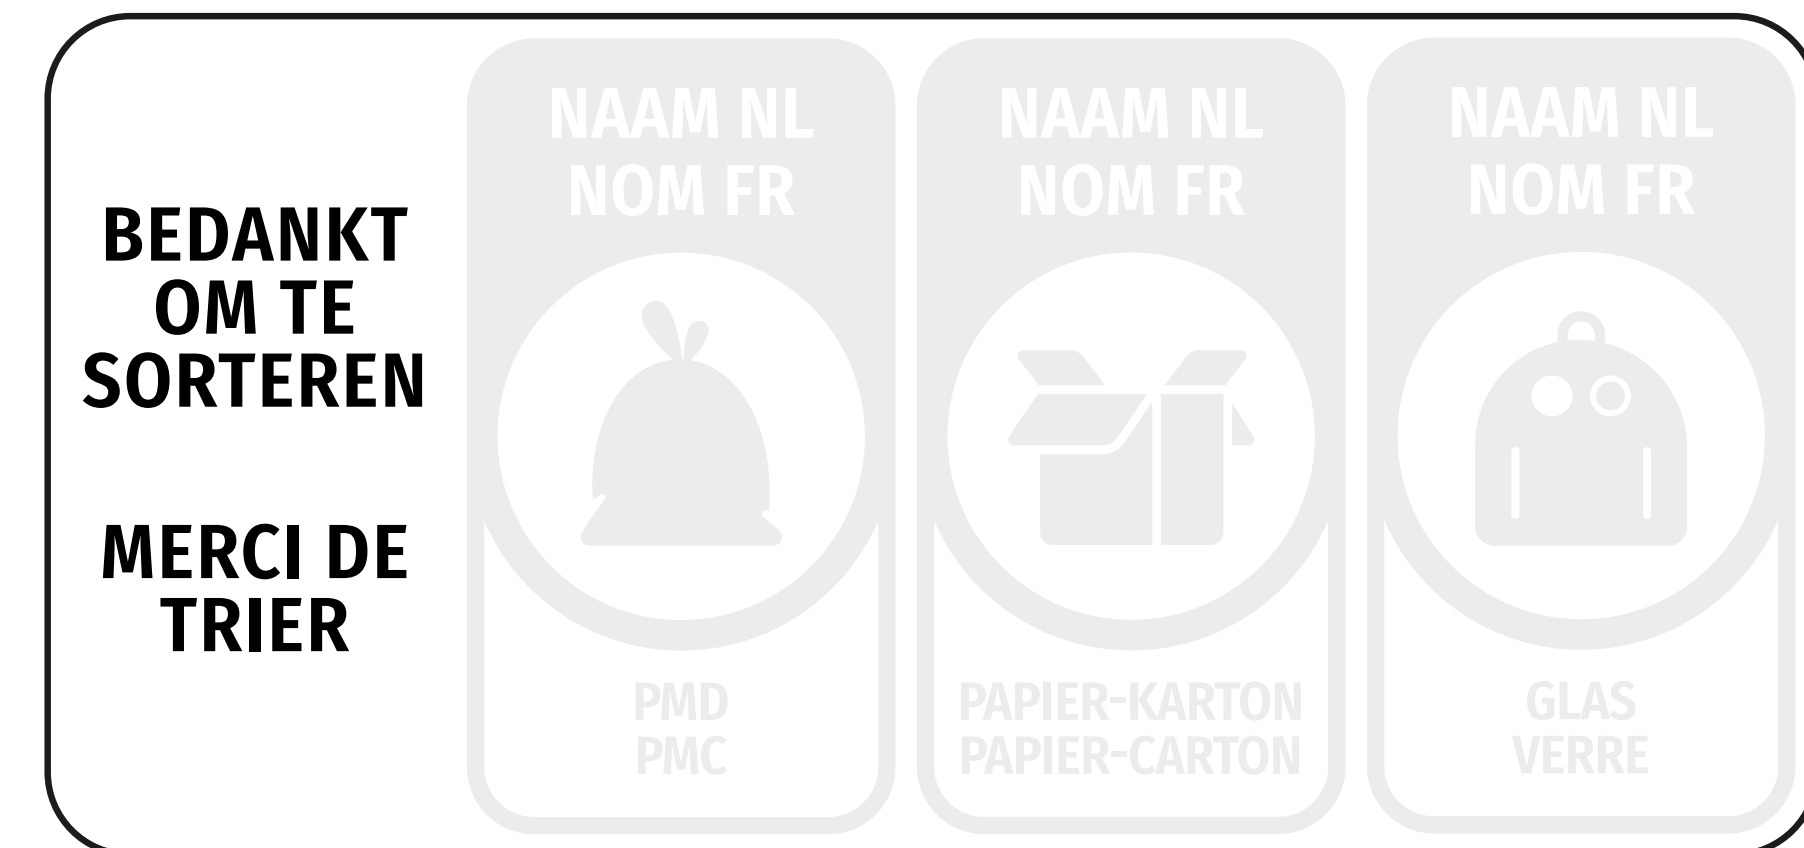 BEDANKT
OM TE
SORTEREN
MERCI DE
TRIER
NAAM NL
NOM FR
PMD
PMC
NAAM NL
NOM FR
PAPIER-KARTON
PAPIER-CARTON
NAAM NL
NOM FR
GLAS
VERRE